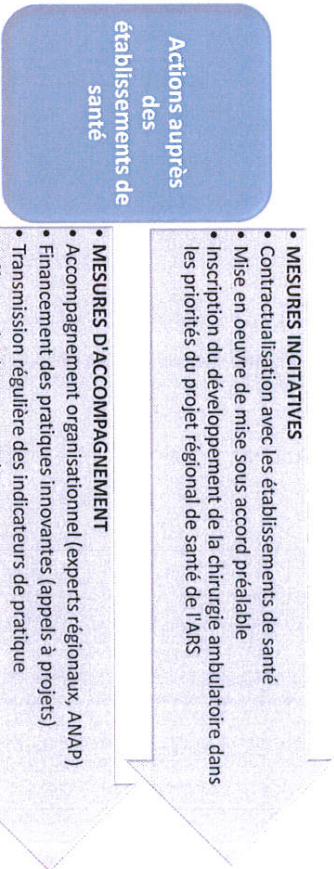 Actions auprès
des
établissements de
santé
• MESURES INCITATIVES
• Contractualisation avec les établissements de santé
• Mise en oeuvre de mise sous accord préalable
• Inscription du développement de la chirurgie ambulatoire dans
les priorités du projet régional de santé de l'ARS
• MESURES D'ACCOMPAGNEMENT
• Accompagnement organisationnel (experts régionaux, ANAP)
• Financement des pratiques innovantes (appels à projets)
• Transmission régulière des indicateurs de pratique